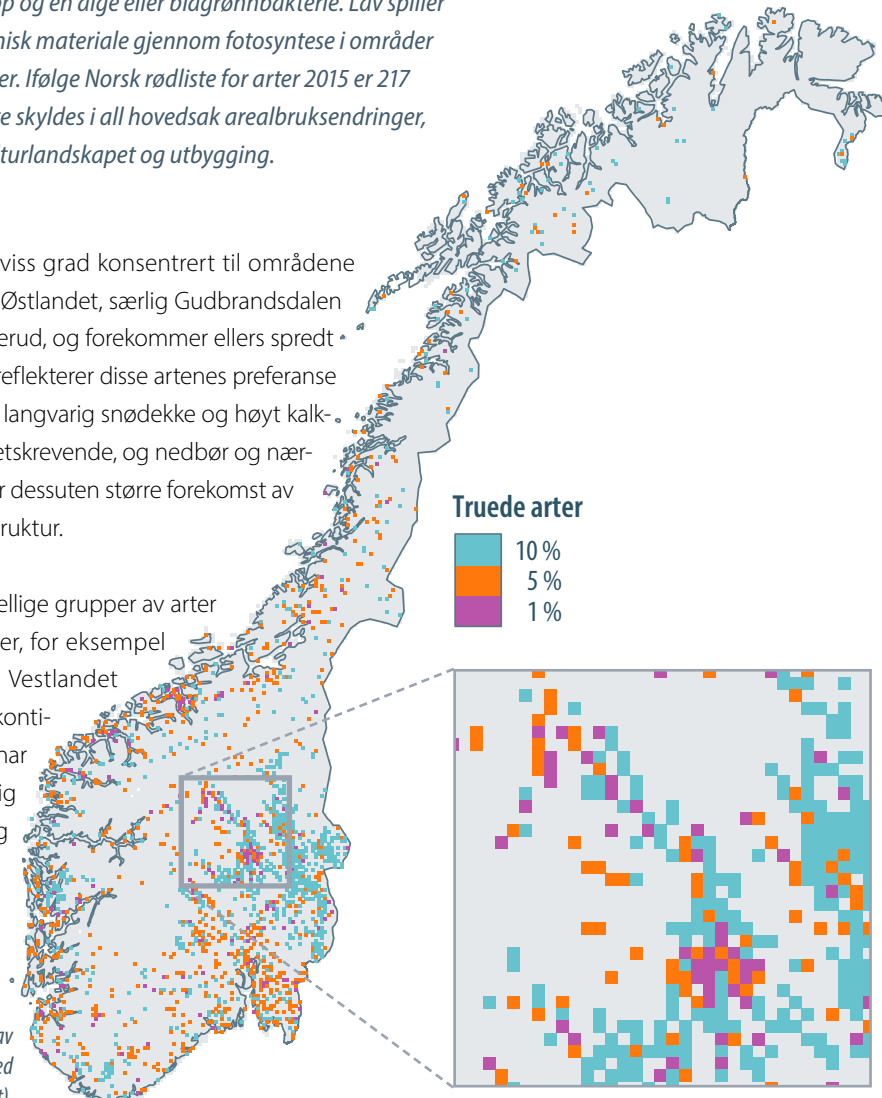 op og en alge eller blågrønnbakterie. Lav spiller
nisk materiale gjennom fotosyntese i områder
er. Ifølge Norsk rødliste for arter 2015 er 217
e skyldes i all hovedsak arealbruksendringer,
turlandskapet og utbygging.
viss grad konsentrert til områdene
Østlandet, særlig Gudbrandsdalen
erud, og forekommer ellers spredt
reflekterer disse artenes preferanse
langvarig snødekke og høyt kalk-
etskrevende, og nedbør og nær-
r dessuten større forekomst av
ruktur.
ellige grupper av arter
er, for eksempel
Vestlandet
konti-
har
ig
g
av
ed
t)
Truede arter
10 %
5 %
1 %